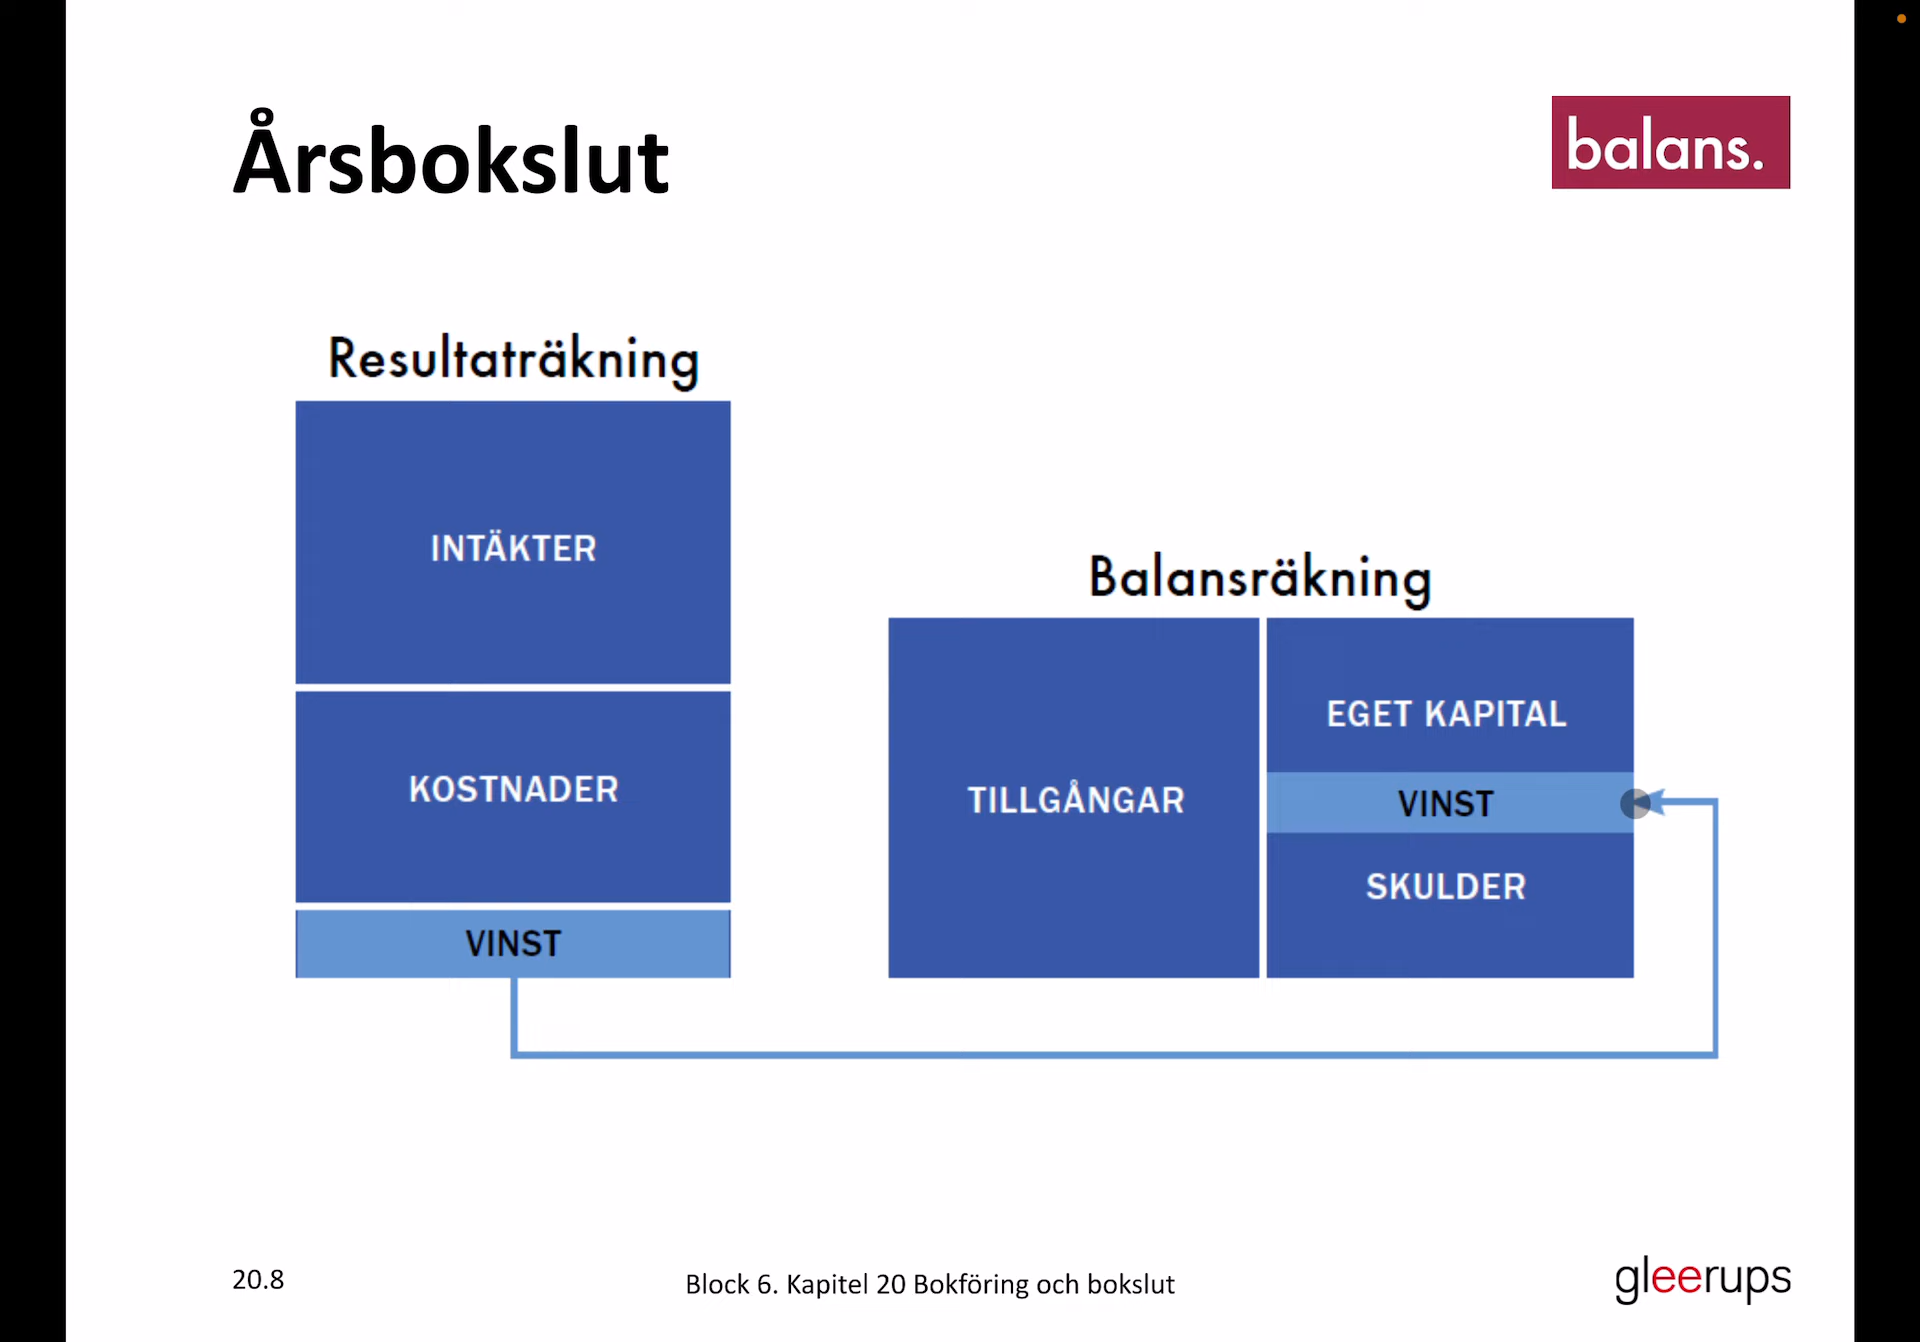 Årsbokslut
balans.
Resultaträkning
INTÄKTER
KOSTNADER
VINST
Balansräkning
TILLGÅNGAR
EGET KAPITAL
VINST
SKULDER
20.8
Block 6. Kapitel 20 Bokföring och bokslut
gleerups